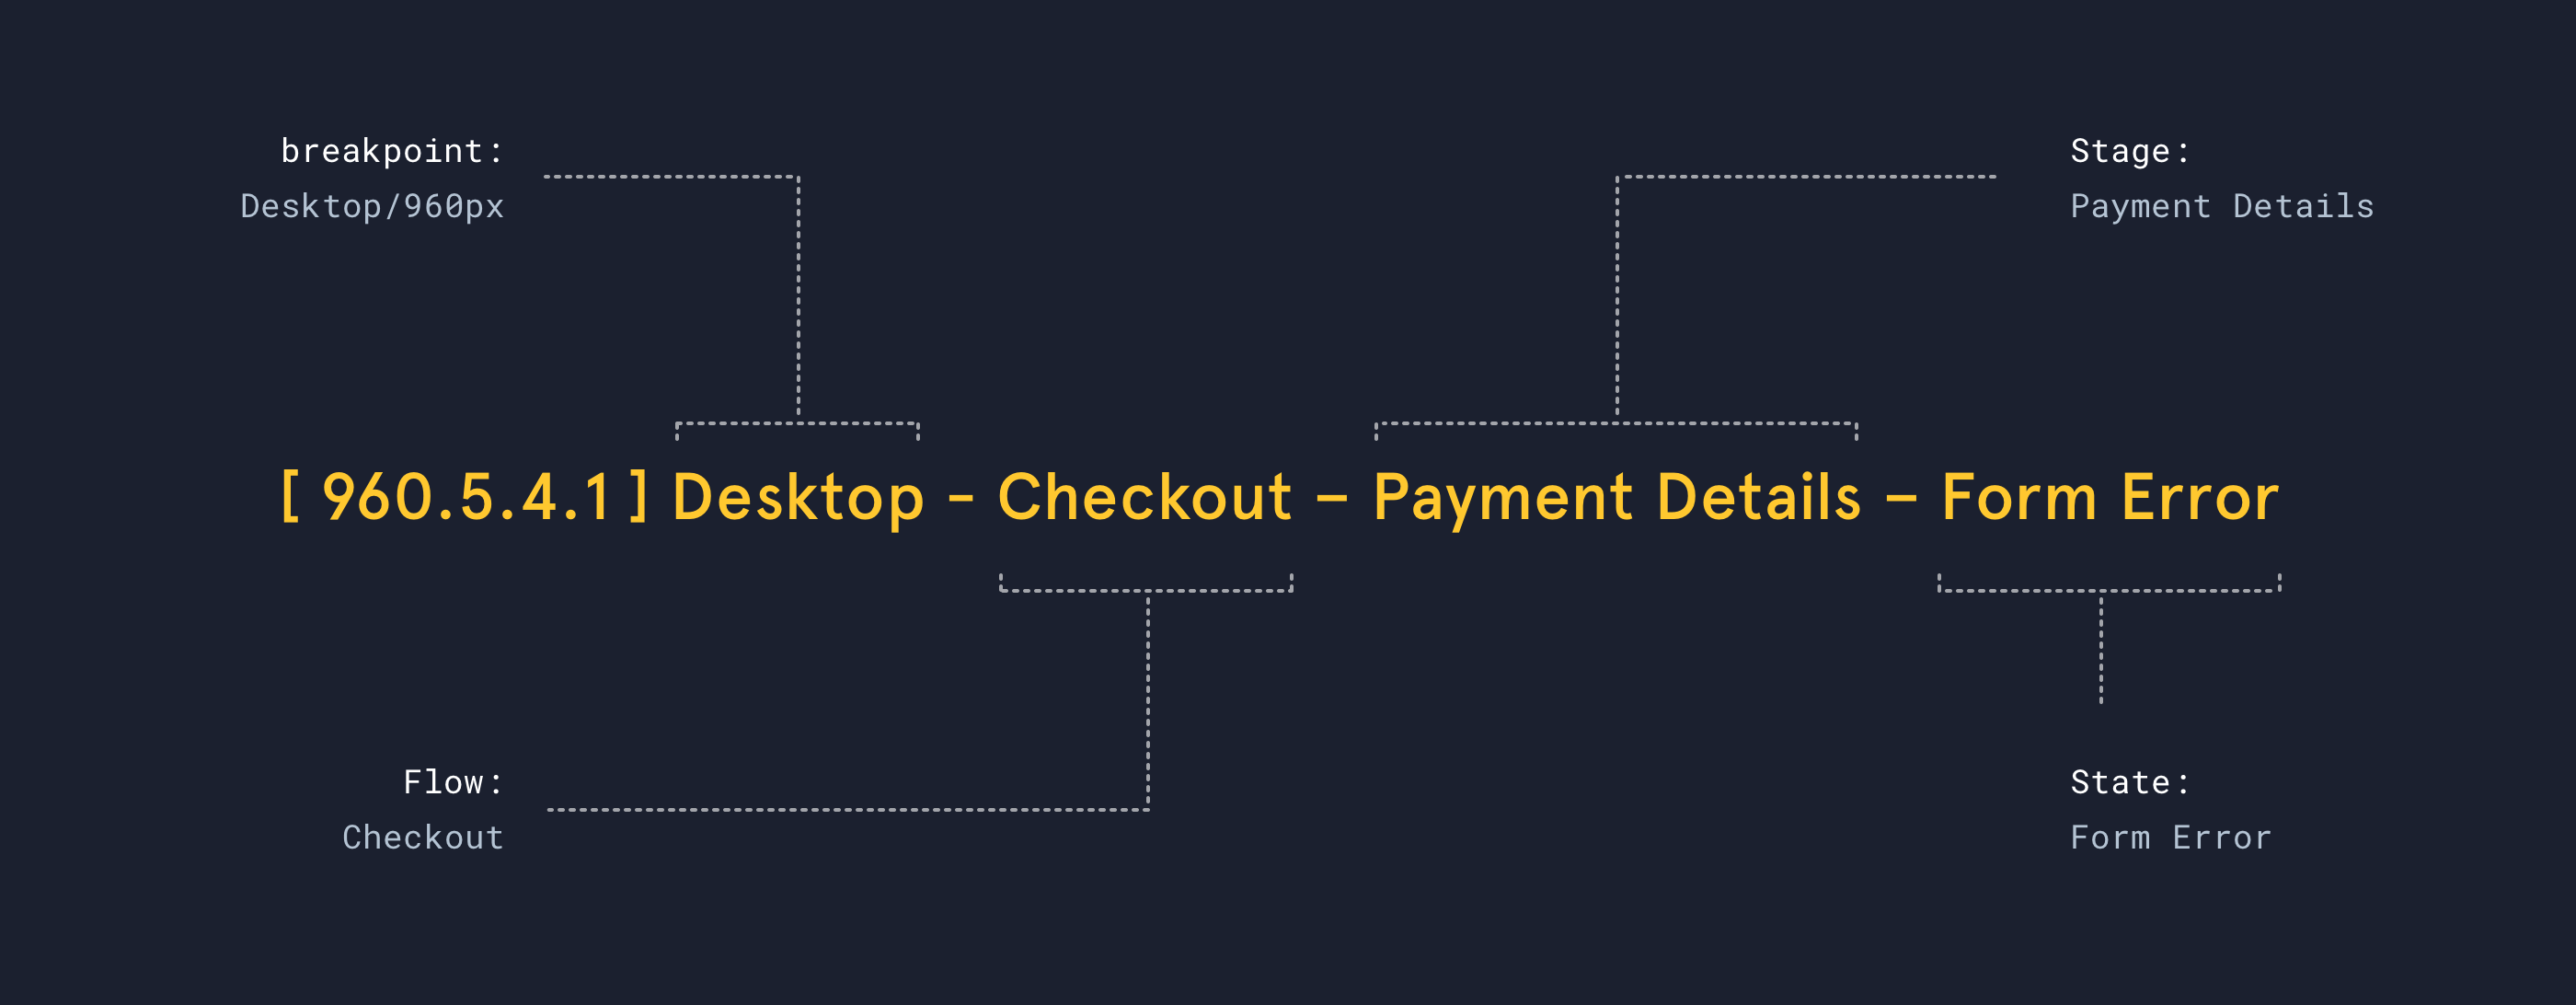 breakpoint:
Desktop/960px
Stage:
Payment Details
[ 960.5.4.1 ] Desktop - Checkout – Payment Details – Form Error
Flow:
Checkout
State:
Form Error